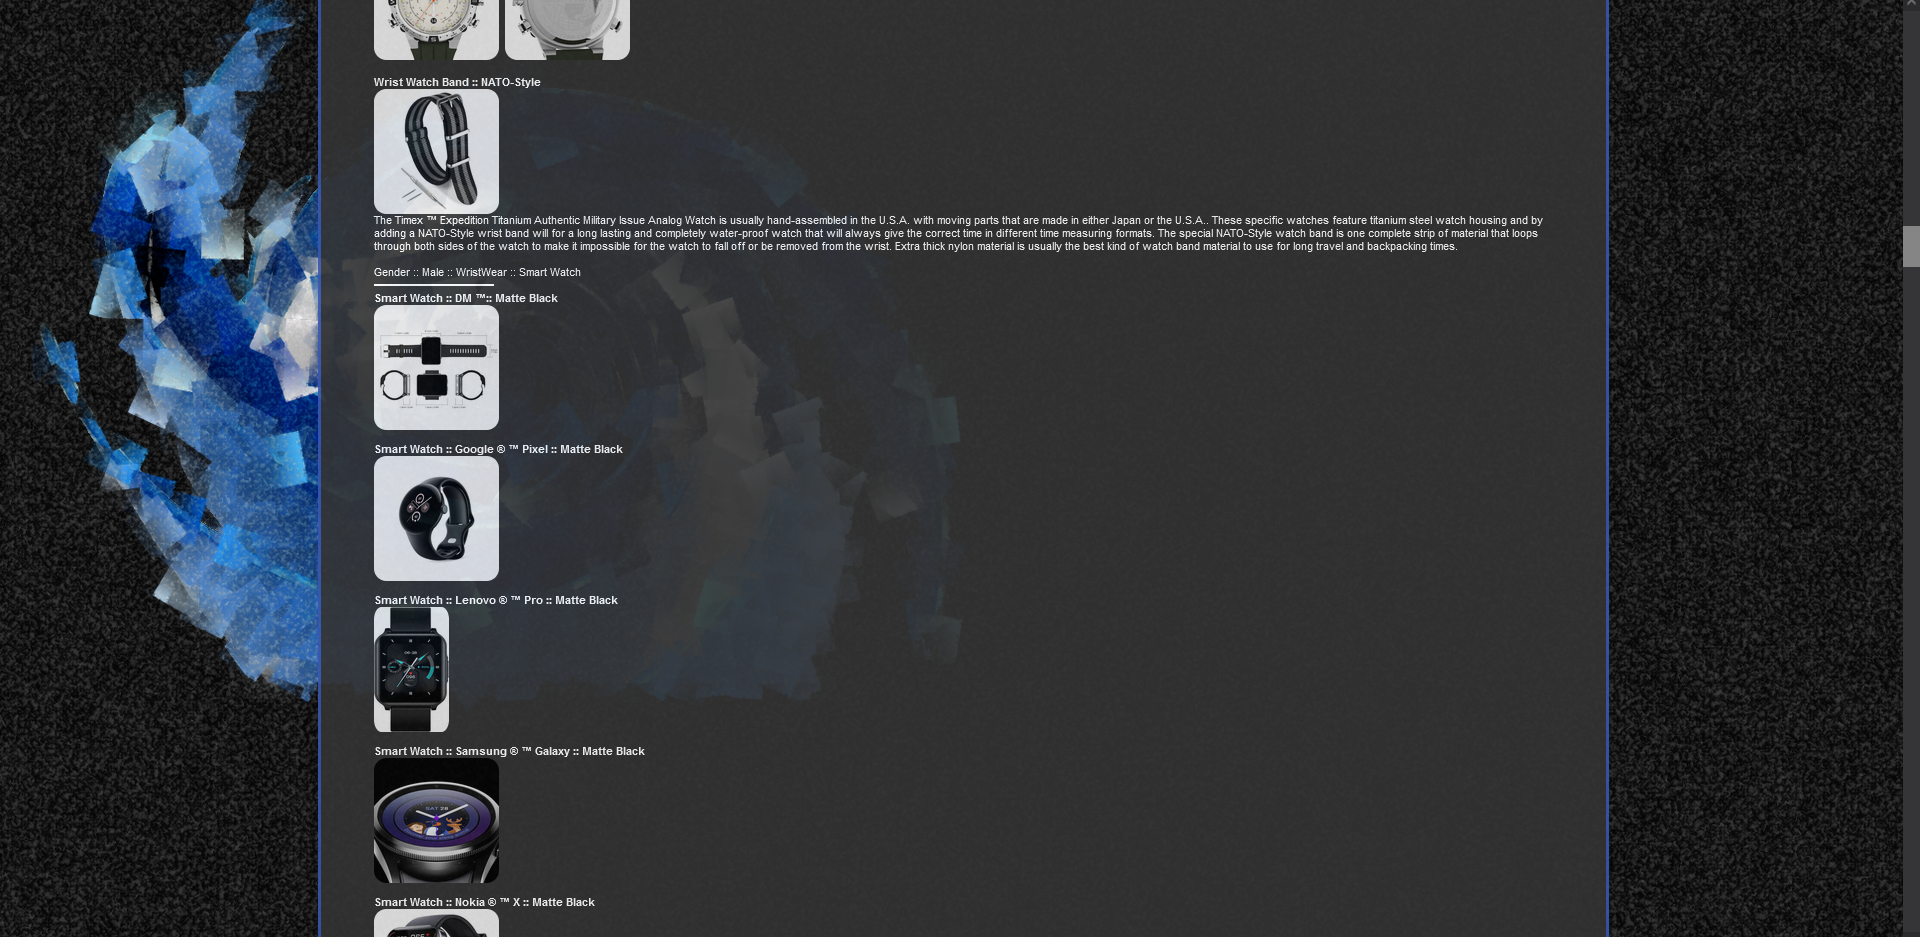 Wrist Watch Band :: NATO-Style
The Timex ™ Expedition Titanium Authentic Military Issue Analog Watch is usually hand-assembled in the U.S.A. with moving parts that are made in either Japan or the U.S.A.. These specific watches feature titanium steel watch housing and by
adding a NATO-Style wrist band will for a long lasting and completely water-proof watch that will always give the correct time in different time measuring formats. The special NATO-Style watch band is one complete strip of material that loops
through both sides of the watch to make it impossible for the watch to fall off or be removed from the wrist. Extra thick nylon material is usually the best kind of watch band material to use for long travel and backpacking times.
Gender :: Male :: WristWear :: Smart Watch
Smart Watch :: DM ™:: Matte Black
Smart Watch :: Google ® ™ Pixel :: Matte Black
Smart Watch :: Lenovo ® ™ Pro :: Matte Black
Smart Watch :: Samsung ® ™ Galaxy :: Matte Black
SAT 28
Smart Watch :: Nokia ® ™ X :: Matte Black